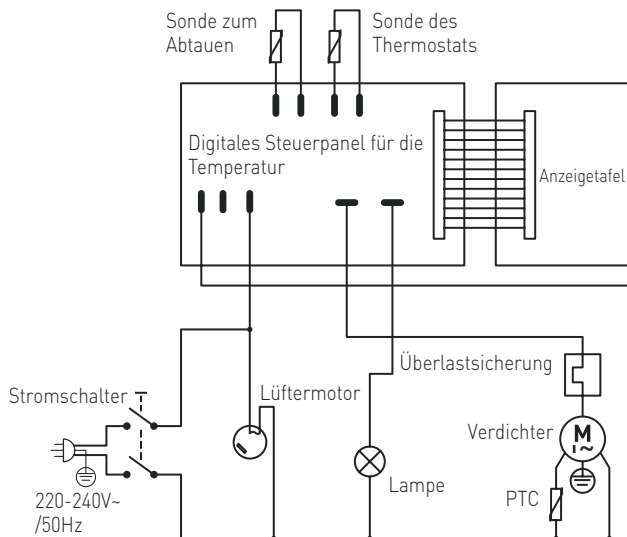 Sonde zum
Abtauen
Sonde des
Thermostats
Digitales Steuerpanel für die
Temperatur
Anzeigetafel
Überlastsicherung
Stromschalter
Lüftermotor
Verdichter
M
1~
Lampe
PTC
220-240V~
/50Hz